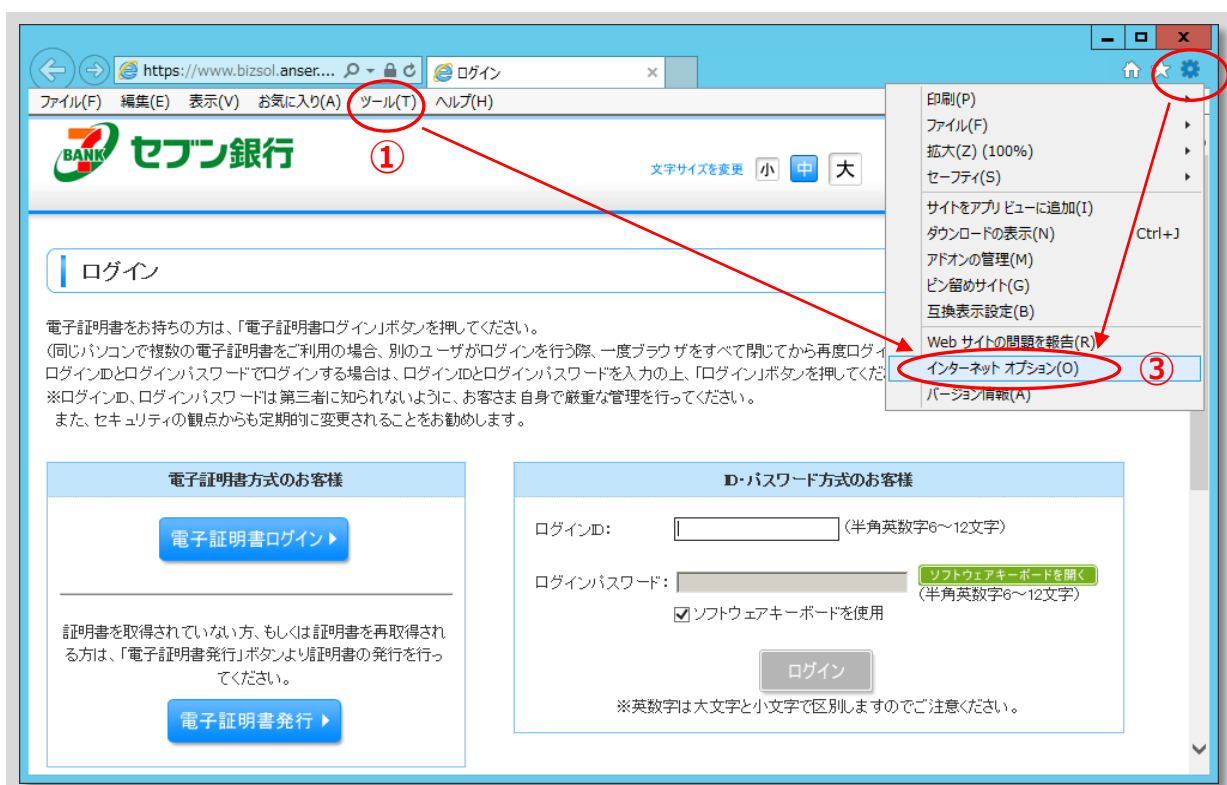 https://www.bizsol.anser....
ログイン
ファイル(F) 編集(E) 表示(V) お気に入り(A) ツール(T) ヘルプ(H)
BANK セブン銀行
①
文字サイズを変更 小 中 大
印刷(P)
ファイル(F)
拡大(Z) (100%)
セーフティ(S)
サイトをアプリ ビューに追加(I)
ダウンロードの表示(N) Ctrl+J
アドオンの管理(M)
ピン留めサイト(G)
互換表示設定(B)
Web サイトの問題を報告(R)
インターネット オプション(O)
③
バージョン情報(A)
ログイン
電子証明書をお持ちの方は、「電子証明書ログイン」ボタンを押してください。
(同じパソコンで複数の電子証明書をご利用の場合、別のユーザがログインを行う際、一度ブラウザをすべて閉じてから再度ログイ
ログインIDとログインパスワードでログインする場合は、ログインIDとログインパスワードを入力の上、「ログイン」ボタンを押してくだ
※ログインID、ログインパスワードは第三者に知られないように、お客さま自身で厳重な管理を行ってください。
また、セキュリティの観点からも定期的に変更されることをお勧めします。
電子証明書方式のお客様
電子証明書ログイン
証明書を取得されていない方、もしくは証明書を再取得され
る方は、「電子証明書発行」ボタンより証明書の発行を行っ
てください。
電子証明書発行
ID・パスワード方式のお客様
ログインID: (半角英数字6～12文字)
ログインパスワード: ソフトウェアキーボードを開く
(半角英数字6～12文字)
ソフトウェアキーボードを使用
ログイン
※英数字は大文字と小文字で区別しますのでご注意ください。